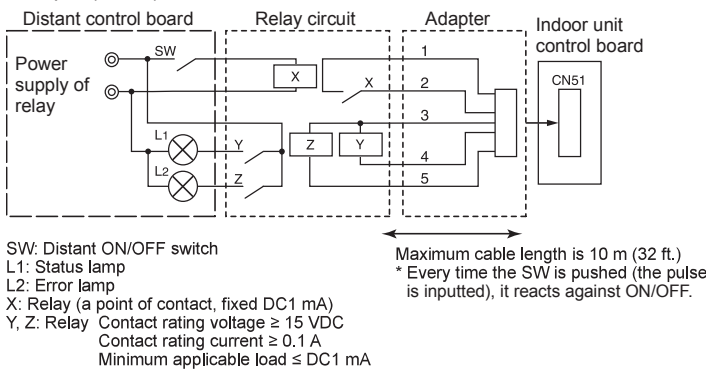 Distant control board
Relay circuit
Adapter
Indoor unit
control board
Power
supply of
relay
SW
X
X
1
2
3
4
5
CN51
L1
L2
Y
Z
Z
Y
SW: Distant ON/OFF switch
L1: Status lamp
L2: Error lamp
X: Relay (a point of contact, fixed DC1 mA)
Y, Z: Relay Contact rating voltage ≥ 15 VDC
Contact rating current ≥ 0.1 A
Minimum applicable load ≤ DC1 mA
Maximum cable length is 10 m (32 ft.)
* Every time the SW is pushed (the pulse
is inputted), it reacts against ON/OFF.